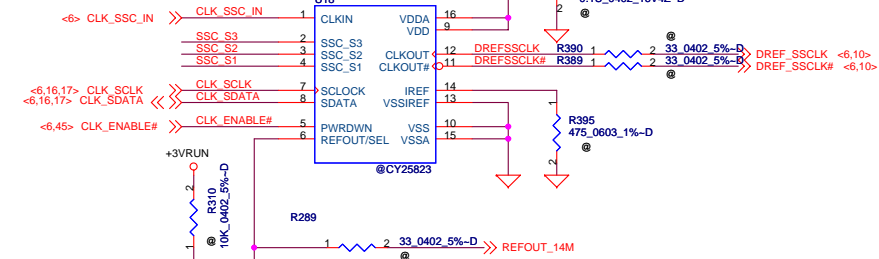 <6> CLK_SSC_IN CLK_SSC_IN 1 CLKIN VDDA 16
VDD 9
2 @
SSC_S3 2 SSC_S3
SSC_S2 3 SSC_S2
SSC_S1 4 SSC_S1
CLKOUT 12 DREFSSCLK R390 1 2 33_0402_5%~D DREF_SSCLK <6,10>
CLKOUT# 11 DREFSSCLK# R389 1 2 33_0402_5%~D DREF_SSCLK# <6,10>
@
@
<6,16,17> CLK_SCLK CLK_SCLK 7 SCLOCK IREF 14
<6,16,17> CLK_SDATA CLK_SDATA 8 SDATA VSSIREF 13
<6,45> CLK_ENABLE# CLK_ENABLE# 5 PWRDWN VSS 10
6 REFOUT/SEL VSSA 15
1
R395
475_0603_1%~D
@
2
@CY25823
+3VRUN
2
R310
10K_0402_5%~D
@
1
R289
1 2 33_0402_5%~D REFOUT_14M
@